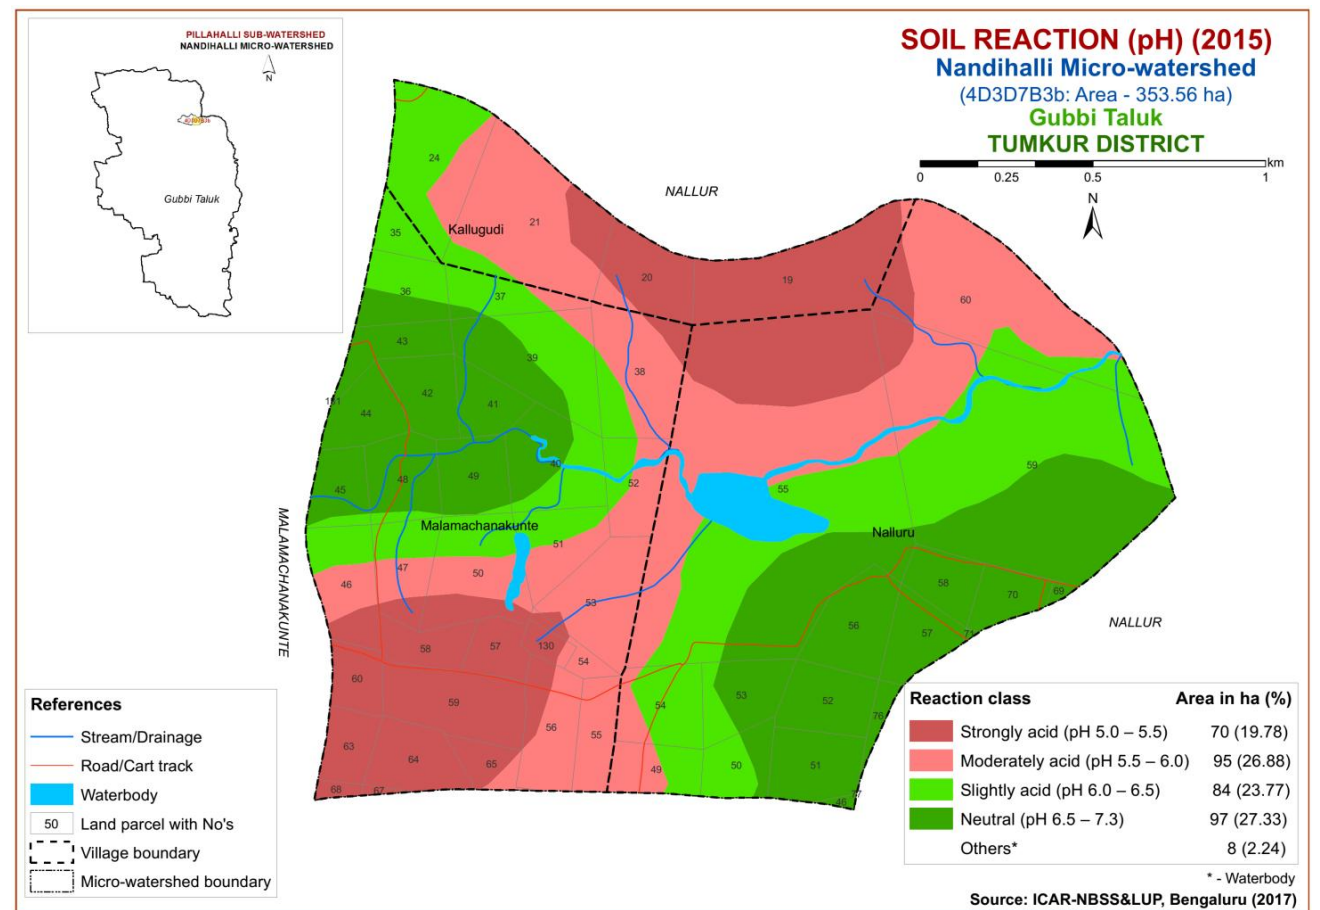 PILLAHALLI SUB-WATERSHED
NANDIHALLI MICRO-WATERSHED
N
Gubbi Taluk
SOIL REACTION (pH) (2015)
Nandihalli Micro-watershed
(4D3D7B3b: Area - 353.56 ha)
Gubbi Taluk
TUMKUR DISTRICT
km
0 0.25 0.5 1
N
NALLUR
24
21
Kallugudi
35
20
19
60
36
37
43
39
38
42
41
44
40
59
48
49
52
55
45
Malamachanakunte
Nalluru
51
MALAMACHANAKUNTE
46
47
50
53
58
70
69
NALLUR
56
57
71
58
57
130
54
60
59
53
52
54
76
56
55
63
64
65
49
50
51
68
67
46
References
Stream/Drainage
Road/Cart track
Waterbody
50 Land parcel with No's
Village boundary
Micro-watershed boundary
Reaction class Area in ha (%)
Strongly acid (pH 5.0 – 5.5) 70 (19.78)
Moderately acid (pH 5.5 – 6.0) 95 (26.88)
Slightly acid (pH 6.0 – 6.5) 84 (23.77)
Neutral (pH 6.5 – 7.3) 97 (27.33)
Others* 8 (2.24)
* - Waterbody
Source: ICAR-NBSS&LUP, Bengaluru (2017)